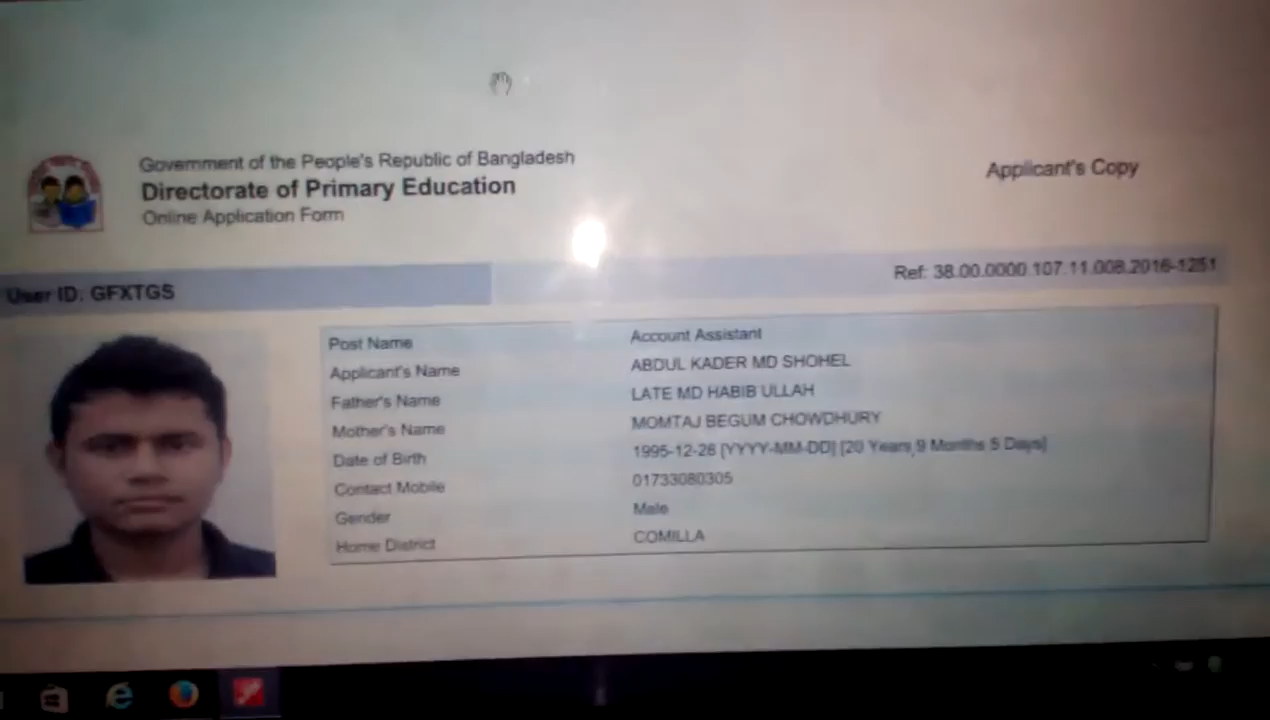 Government of the People's Republic of Bangladesh
Directorate of Primary Education
Online Application Form
Applicant's Copy
User ID: GFXTGS
Ref: 38.00.0000.107.11.008.2016-1251
Post Name Account Assistant
Applicant's Name ABDUL KADER MD SHOHEL
Father's Name LATE MD HABIB ULLAH
Mother's Name MOMTAJ BEGUM CHOWDHURY
Date of Birth 1995-12-26 [YYYY-MM-DD] [20 Years 9 Months 5 Days]
Contact Mobile 01733080305
Gender Male
Home District COMILLA